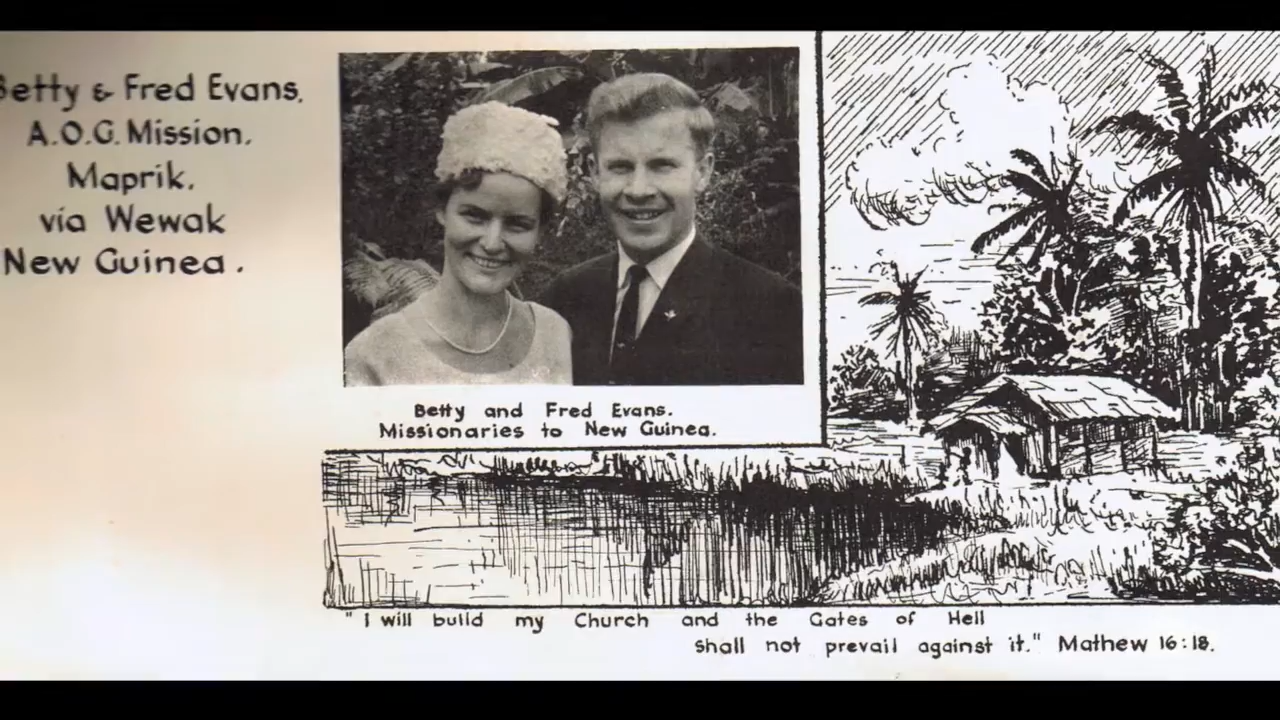 Betty & Fred Evans.
A.O.G. Mission.
Maprik.
via Wewak
New Guinea.
Betty and Fred Evans.
Missionaries to New Guinea.
"I will build my Church and the Gates of Hell
shall not prevail against it." Mathew 16:18.